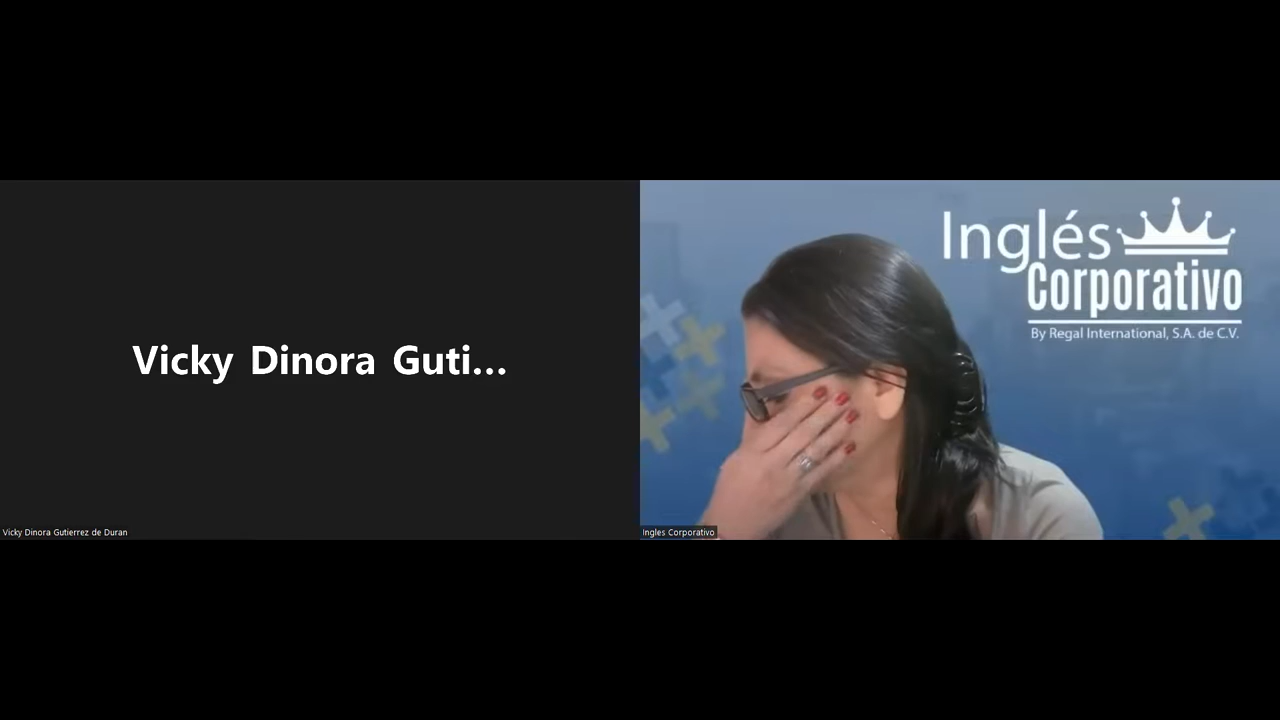 Vicky Dinora Guti...
Vicky Dinora Gutierrez de Duran
Inglés
Corporativo
By Regal International, S.A. de C.V.
Ingles Corporativo